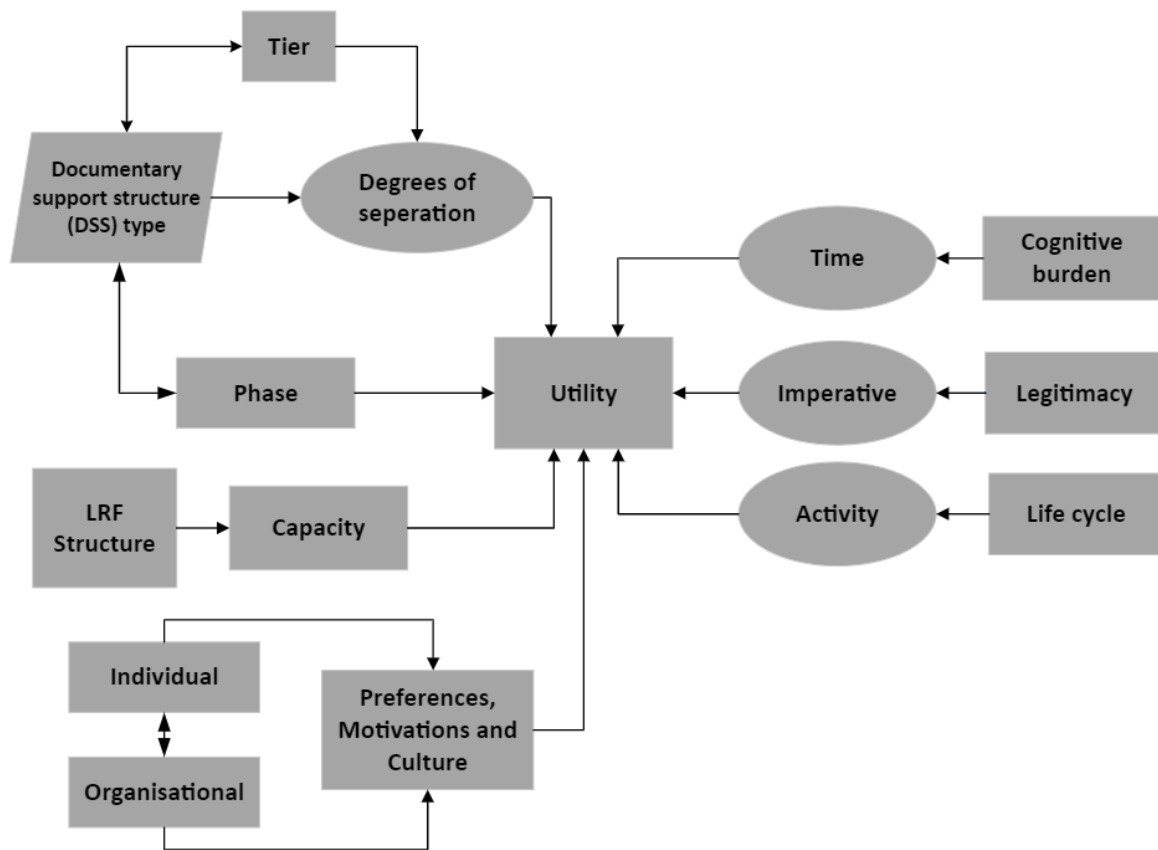 Tier
Documentary
support structure
(DSS) type
Degrees of
seperation
Time
Cognitive
burden
Phase
Utility
Imperative
Legitimacy
LRF
Structure
Capacity
Activity
Life cycle
Individual
Preferences,
Motivations and
Culture
Organisational